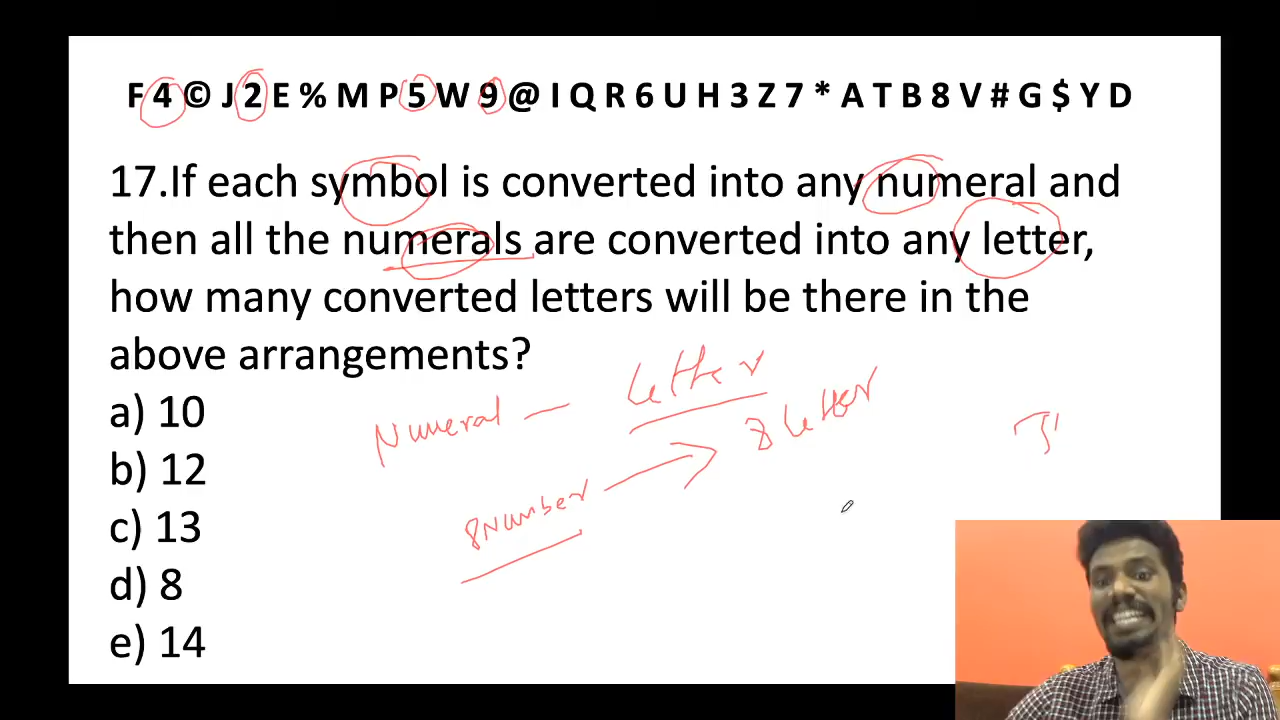 F 4 © J 2 E % M P 5 W 9 @ I Q R 6 U H 3 Z 7 * A T B 8 V # G $ Y D
17.If each symbol is converted into any numeral and
then all the numerals are converted into any letter,
how many converted letters will be there in the
above arrangements?
a) 10
b) 12
c) 13
d) 8
e) 14
Numeral — Letter
8 Number → 8 Letter